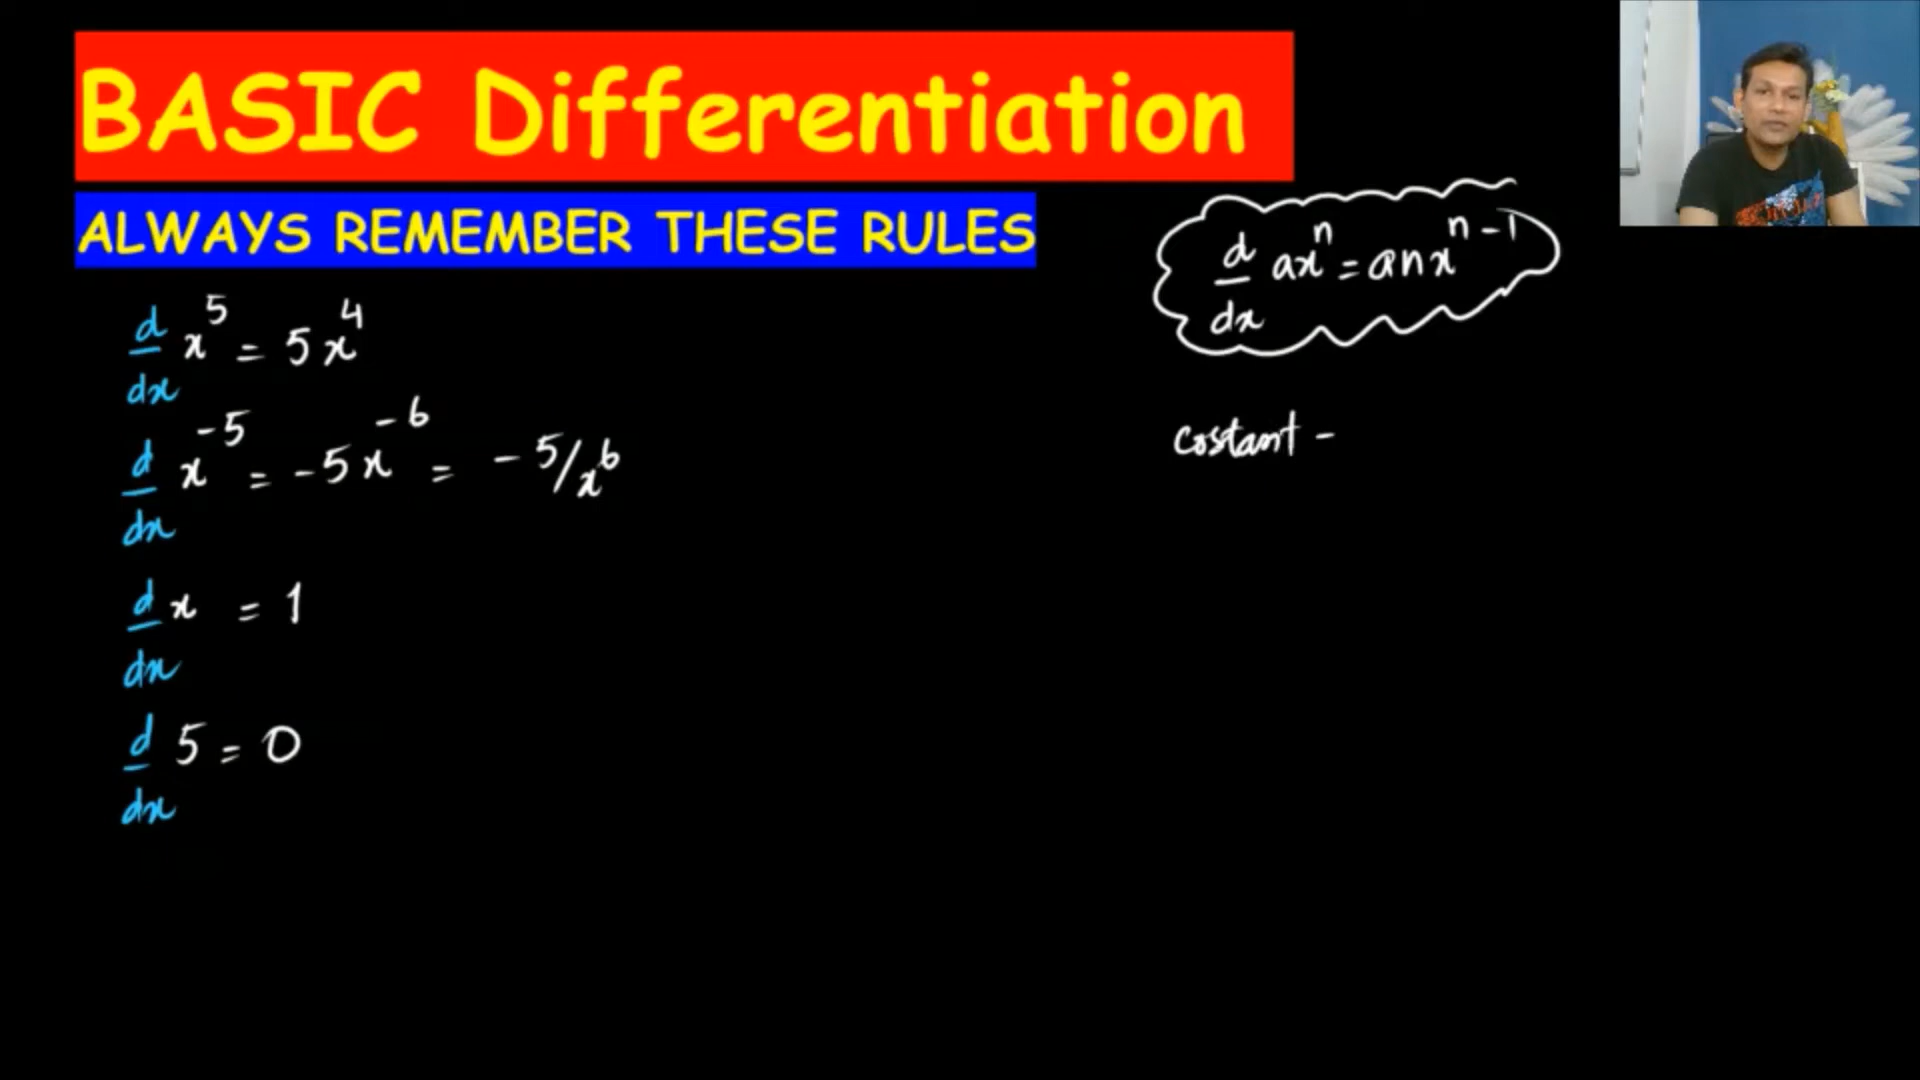 BASIC Differentiation
ALWAYS REMEMBER THESE RULES
d/dx ax^n = anx^(n-1)
d/dx x^5 = 5x^4
costant -
d/dx x^-5 = -5x^-6 = -5/x^6
d/dx x = 1
d/dx 5 = 0